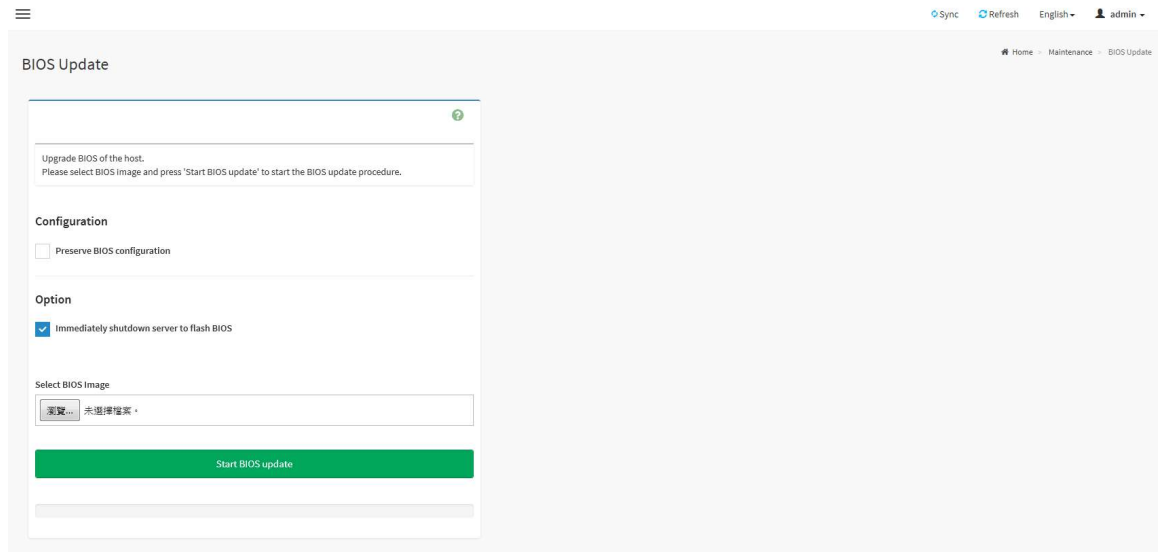 Sync Refresh English admin
Home > Maintenance > BIOS Update
BIOS Update
Upgrade BIOS of the host.
Please select BIOS image and press 'Start BIOS update' to start the BIOS update procedure.
Configuration
Preserve BIOS configuration
Option
Immediately shutdown server to flash BIOS
Select BIOS Image
瀏覽... 未選擇檔案。
Start BIOS update